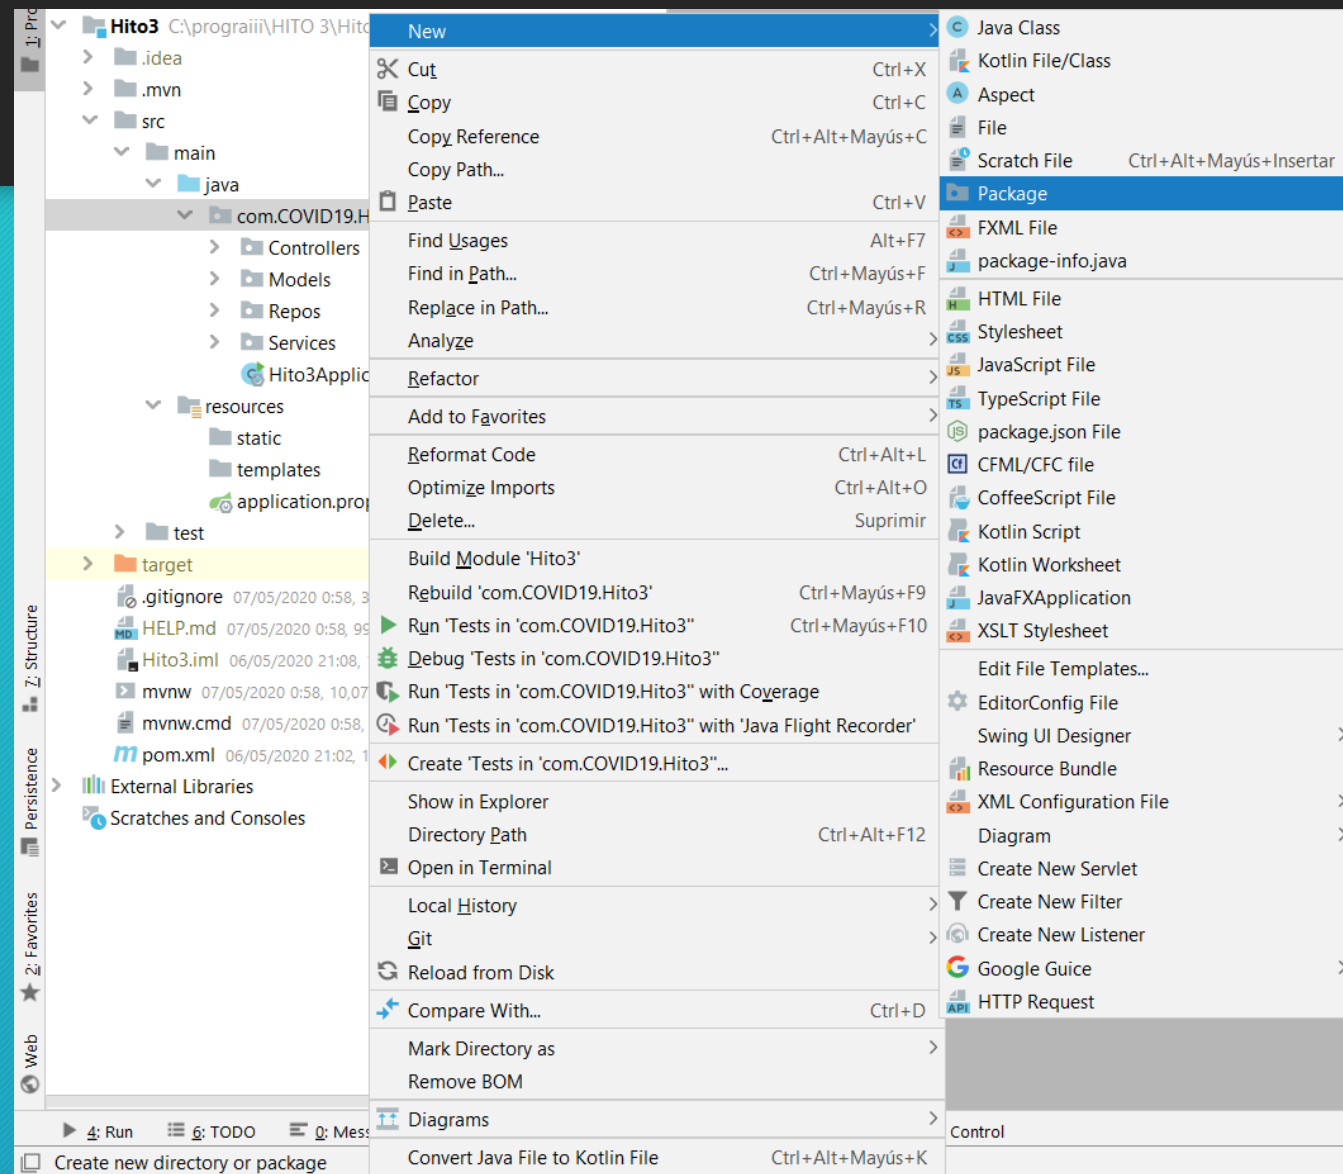 1: Pro
Hito3 C:\prograiii\HITO 3\Hito
.idea
.mvn
src
main
java
com.COVID19.H
Controllers
Models
Repos
Services
Hito3Applic
resources
static
templates
application.prop
test
target
.gitignore 07/05/2020 0:58, 3
HELP.md 07/05/2020 0:58, 99
Hito3.iml 06/05/2020 21:08,
mvnw 07/05/2020 0:58, 10,07
mvnw.cmd 07/05/2020 0:58,
pom.xml 06/05/2020 21:02, 1
External Libraries
Scratches and Consoles
7: Structure
Persistence
2: Favorites
Web
New
Cut Ctrl+X
Copy Ctrl+C
Copy Reference Ctrl+Alt+Mayús+C
Copy Path...
Paste Ctrl+V
Find Usages Alt+F7
Find in Path... Ctrl+Mayús+F
Replace in Path... Ctrl+Mayús+R
Analyze
Refactor
Add to Favorites
Reformat Code Ctrl+Alt+L
Optimize Imports Ctrl+Alt+O
Delete... Suprimir
Build Module 'Hito3'
Rebuild 'com.COVID19.Hito3' Ctrl+Mayús+F9
Run 'Tests in 'com.COVID19.Hito3'' Ctrl+Mayús+F10
Debug 'Tests in 'com.COVID19.Hito3''
Run 'Tests in 'com.COVID19.Hito3'' with Coverage
Run 'Tests in 'com.COVID19.Hito3'' with 'Java Flight Recorder'
Create 'Tests in 'com.COVID19.Hito3''...
Show in Explorer
Directory Path Ctrl+Alt+F12
Open in Terminal
Local History
Git
Reload from Disk
Compare With... Ctrl+D
Mark Directory as
Remove BOM
Diagrams
Convert Java File to Kotlin File Ctrl+Alt+Mayús+K
Java Class
Kotlin File/Class
Aspect
File
Scratch File Ctrl+Alt+Mayús+Insertar
Package
FXML File
package-info.java
HTML File
Stylesheet
JavaScript File
TypeScript File
package.json File
CFML/CFC file
CoffeeScript File
Kotlin Script
Kotlin Worksheet
JavaFXApplication
XSLT Stylesheet
Edit File Templates...
EditorConfig File
Swing UI Designer
Resource Bundle
XML Configuration File
Diagram
Create New Servlet
Create New Filter
Create New Listener
Google Guice
HTTP Request
4: Run 6: TODO 0: Mess
Control
Create new directory or package